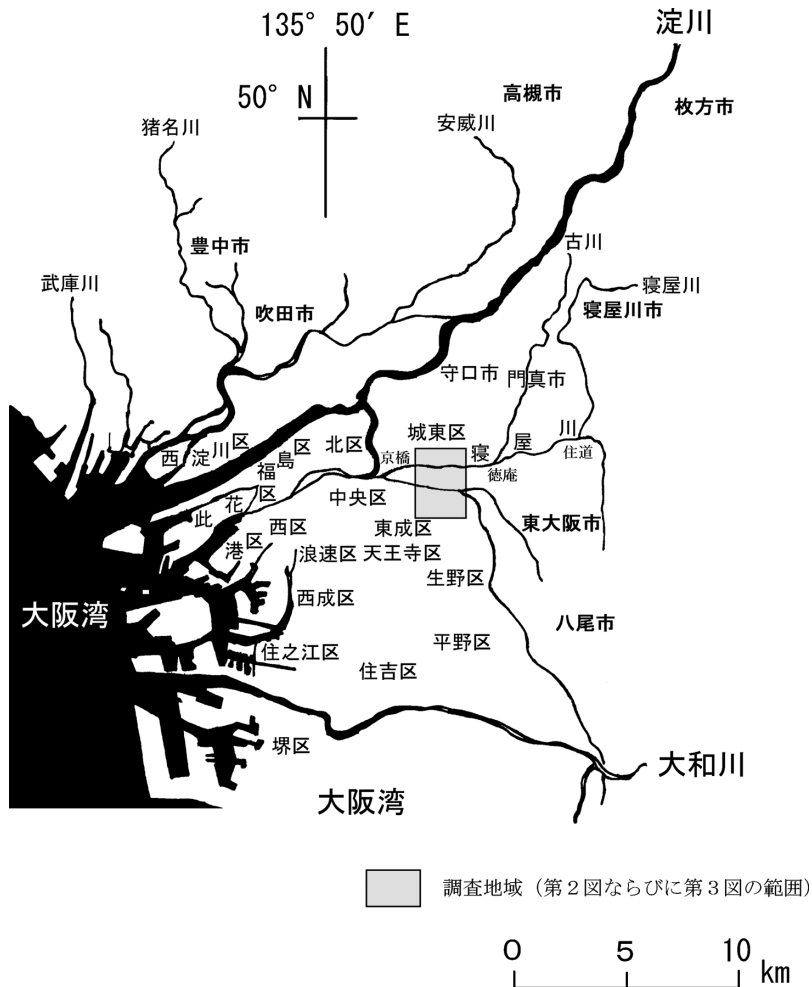 135° 50′ E
50° N
淀川
高槻市
枚方市
猪名川
安威川
豊中市
古川
武庫川
寝屋川
寝屋川市
吹田市
守口市
門真市
城東区
西淀川区
福島区
北区
京橋
寝屋川
住道
徳庵
此花区
中央区
東大阪市
港区
西区
東成区
浪速区
天王寺区
生野区
西成区
大阪湾
八尾市
住之江区
平野区
住吉区
堺区
大和川
大阪湾
調査地域（第２図ならびに第３図の範囲）
0 5 10
km